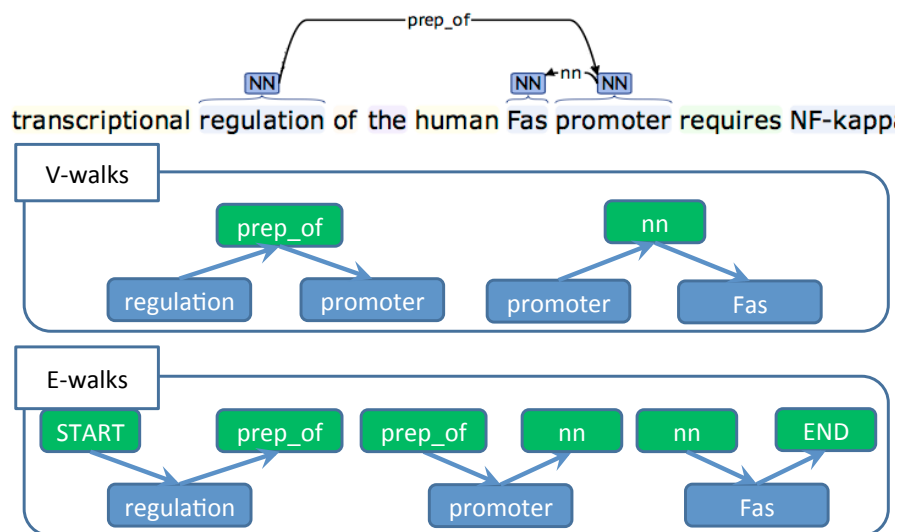 prep_of
NN NN nn NN
transcriptional regulation of the human Fas promoter requires NF-kappa
V-walks
prep_of nn
regulation promoter promoter Fas
E-walks
START prep_of prep_of nn nn END
regulation promoter Fas